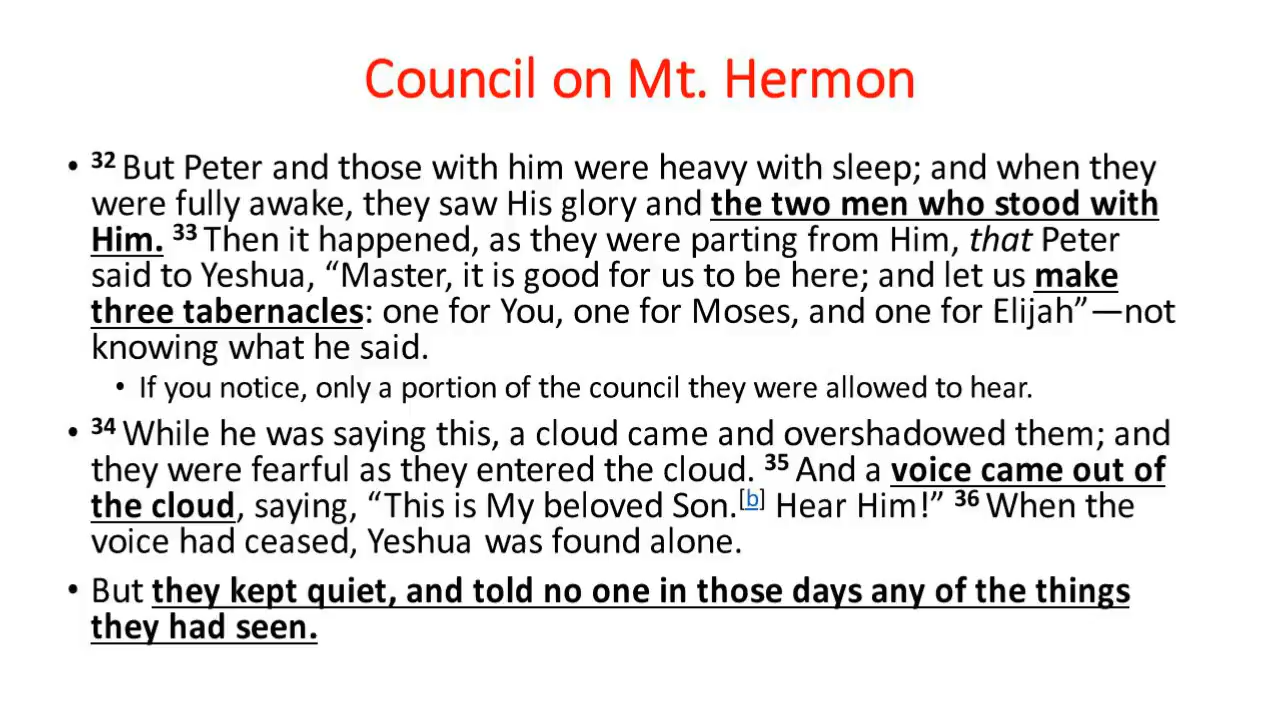 Council on Mt. Hermon
• 32 But Peter and those with him were heavy with sleep; and when they
were fully awake, they saw His glory and the two men who stood with
Him. 33 Then it happened, as they were parting from Him, that Peter
said to Yeshua, “Master, it is good for us to be here; and let us make
three tabernacles: one for You, one for Moses, and one for Elijah”—not
knowing what he said.
• If you notice, only a portion of the council they were allowed to hear.
• 34 While he was saying this, a cloud came and overshadowed them; and
they were fearful as they entered the cloud. 35 And a voice came out of
the cloud, saying, “This is My beloved Son.[b] Hear Him!” 36 When the
voice had ceased, Yeshua was found alone.
• But they kept quiet, and told no one in those days any of the things
they had seen.